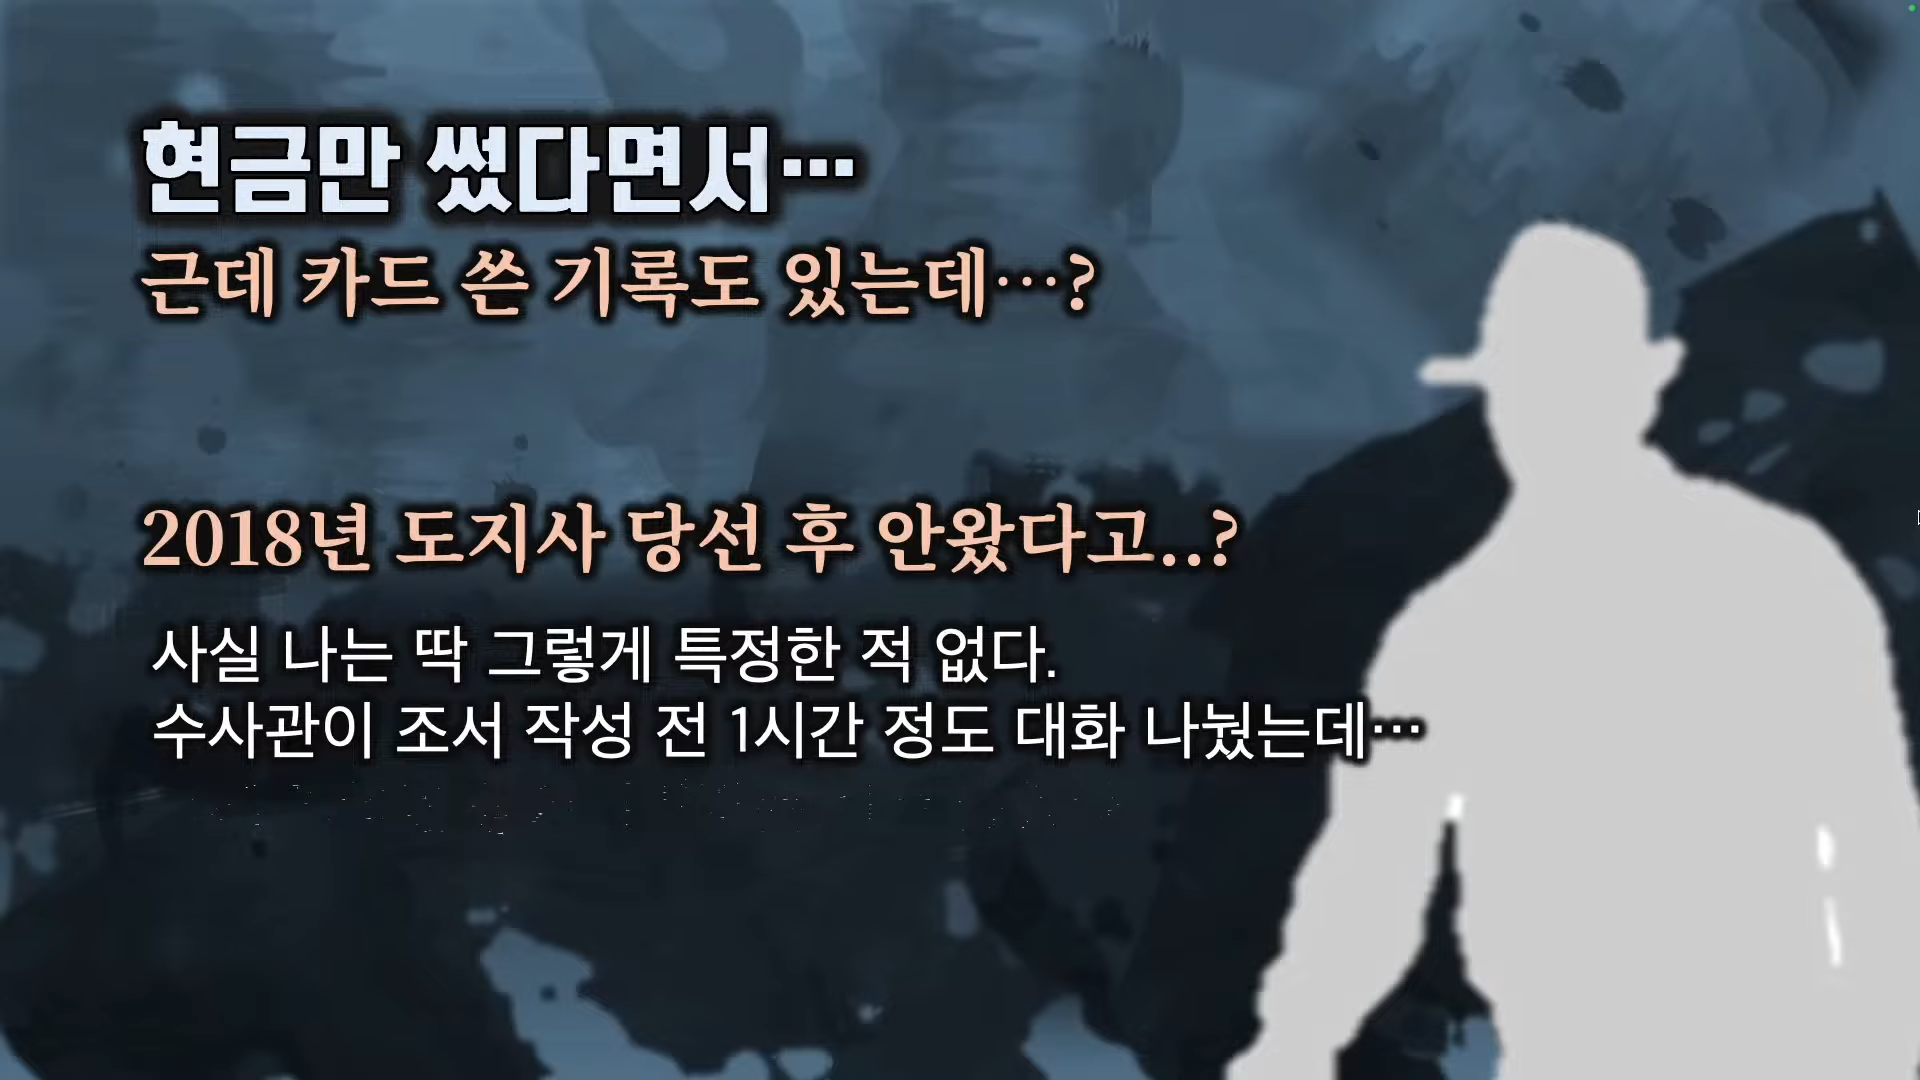 현금만 썼다면서…
근데 카드 쓴 기록도 있는데…?
2018년 도지사 당선 후 안왔다고..?
사실 나는 딱 그렇게 특정한 적 없다.
수사관이 조서 작성 전 1시간 정도 대화 나눴는데…